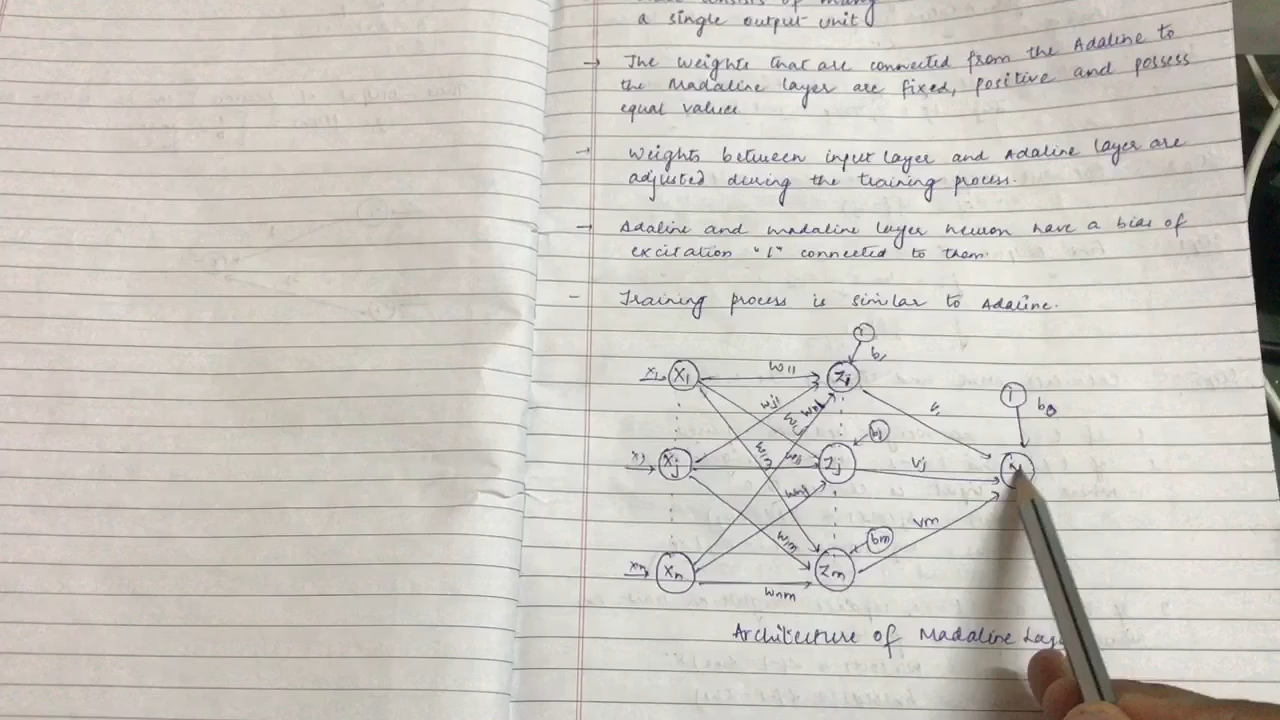 a single output unit
→ The weights that are connected from the Adaline to
the Madaline layer are fixed, positive and possess
equal values
→ Weights between input layer and Adaline layer are
adjusted during the training process.
→ Adaline and madaline layer neuron have a bias of
excitation "1" connected to them.
- Training process is similar to Adaline.
1
b1
x1 X1 w11 Z1
1
b0
wj1
v1
xj Xj Zj bj
vj
wnj
wjm
vm
xn Xn Zm bm
wnm
Architecture of Madaline